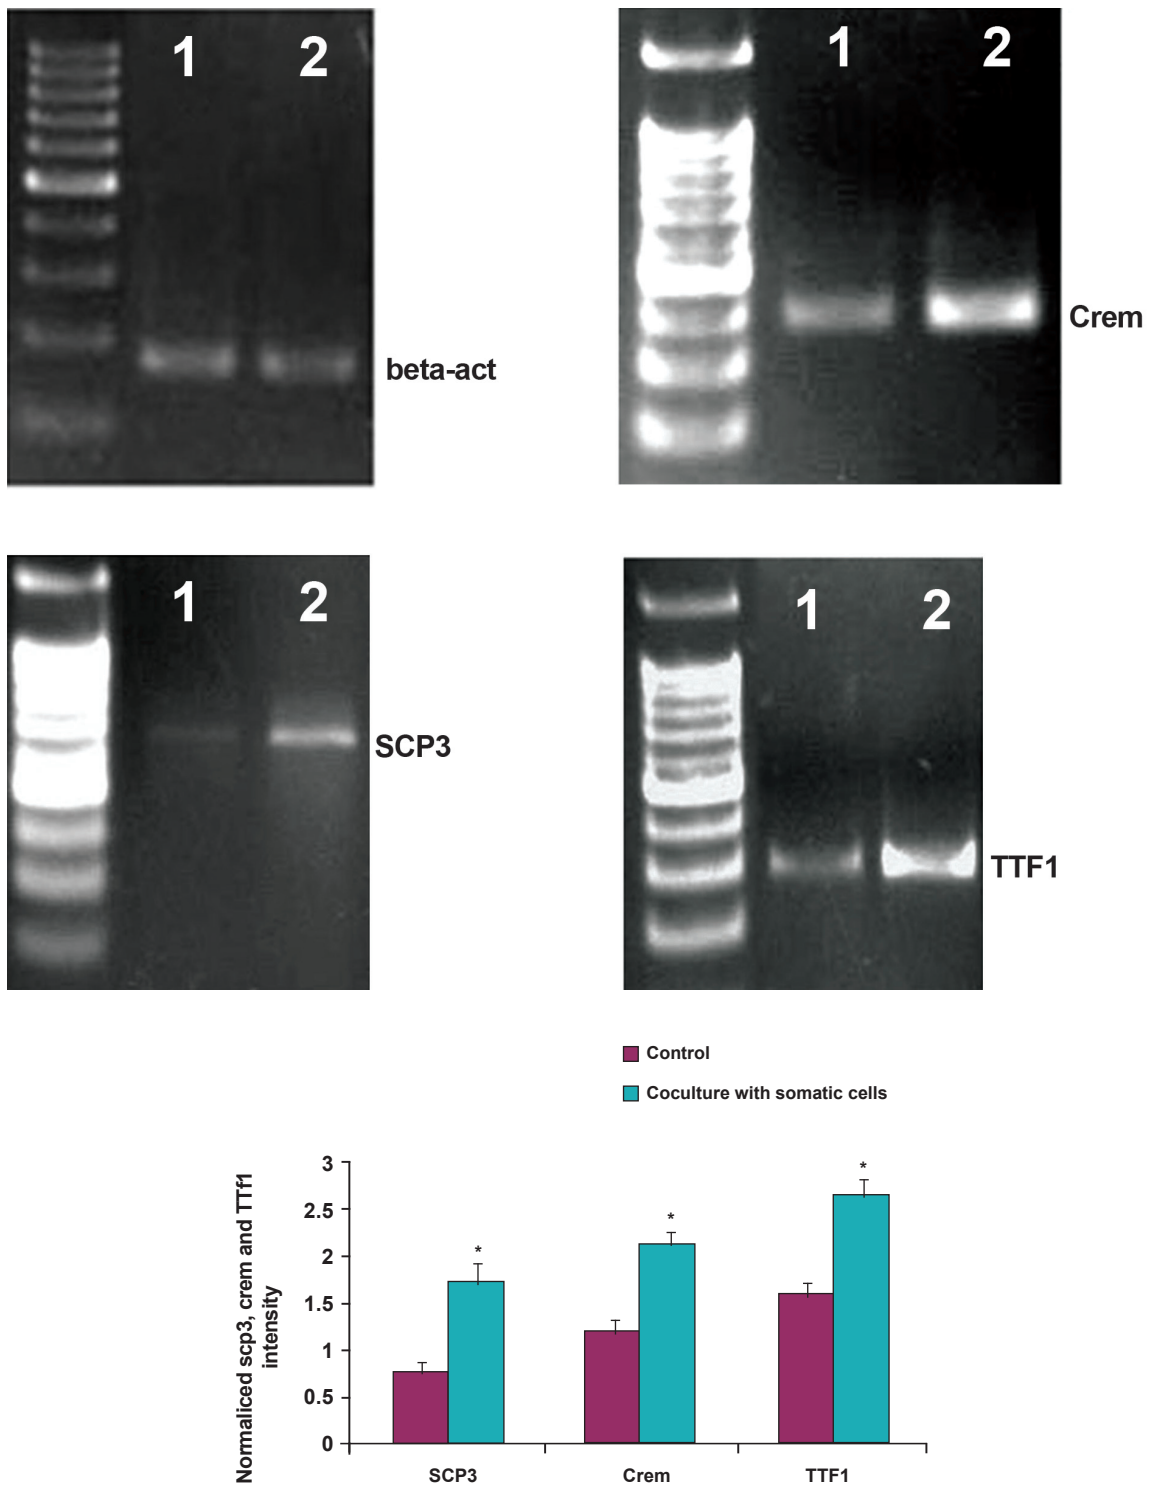 1 2
beta-act
1 2
Crem
1 2
SCP3
1 2
TTF1
Control
Coculture with somatic cells
Normaliced scp3, crem and TTf1
intensity
3
2.5
2
1.5
1
0.5
0
*
*
*
SCP3 Crem TTF1